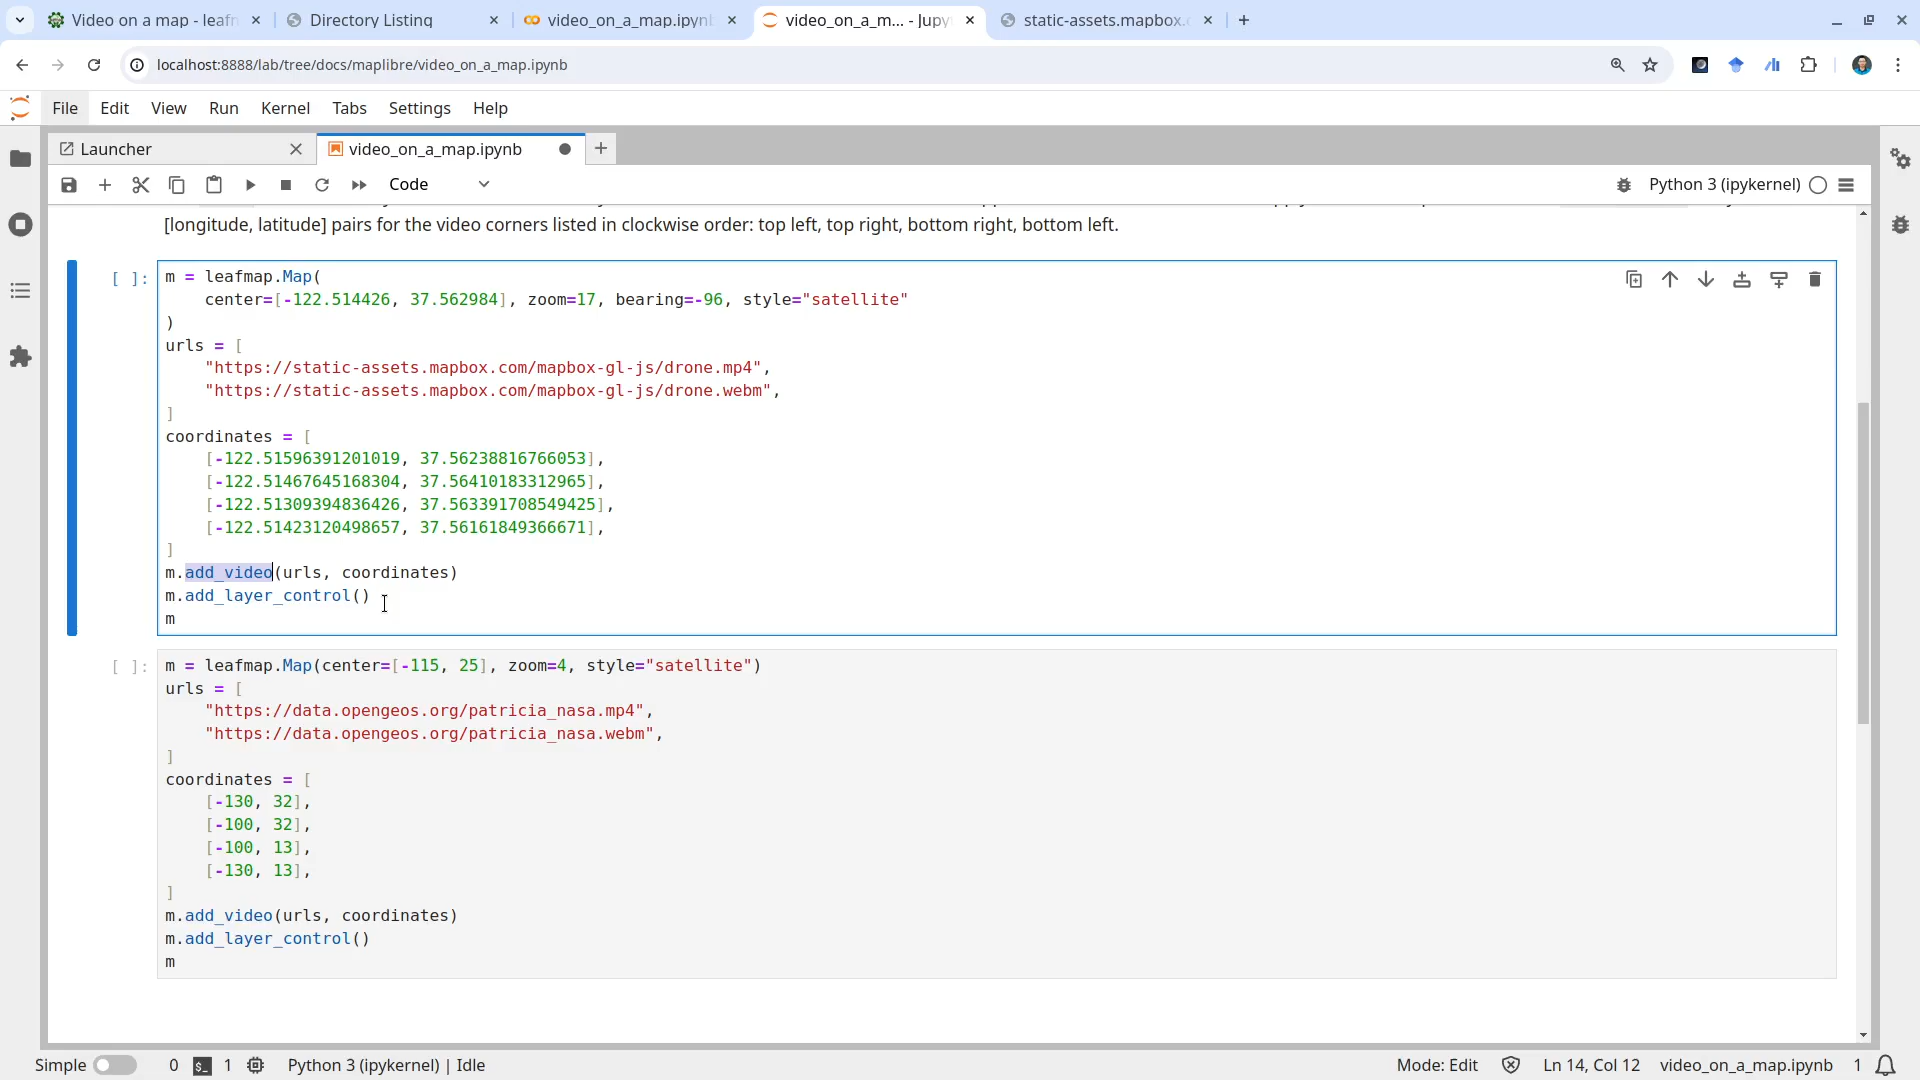 Video on a map - leafm
Directory Listing
video_on_a_map.ipynb
video_on_a_m... - Jupy
static-assets.mapbox.c
localhost:8888/lab/tree/docs/maplibre/video_on_a_map.ipynb
File Edit View Run Kernel Tabs Settings Help
Launcher
video_on_a_map.ipynb
Code
Python 3 (ipykernel)
[longitude, latitude] pairs for the video corners listed in clockwise order: top left, top right, bottom right, bottom left.
[ ]: m = leafmap.Map(
center=[-122.514426, 37.562984], zoom=17, bearing=-96, style="satellite"
)
urls = [
"https://static-assets.mapbox.com/mapbox-gl-js/drone.mp4",
"https://static-assets.mapbox.com/mapbox-gl-js/drone.webm",
]
coordinates = [
[-122.51596391201019, 37.56238816766053],
[-122.51467645168304, 37.56410183312965],
[-122.51309394836426, 37.563391708549425],
[-122.51423120498657, 37.56161849366671],
]
m.add_video(urls, coordinates)
m.add_layer_control()
m
[ ]: m = leafmap.Map(center=[-115, 25], zoom=4, style="satellite")
urls = [
"https://data.opengeos.org/patricia_nasa.mp4",
"https://data.opengeos.org/patricia_nasa.webm",
]
coordinates = [
[-130, 32],
[-100, 32],
[-100, 13],
[-130, 13],
]
m.add_video(urls, coordinates)
m.add_layer_control()
m
Simple 0 1 Python 3 (ipykernel) | Idle Mode: Edit Ln 14, Col 12 video_on_a_map.ipynb 1